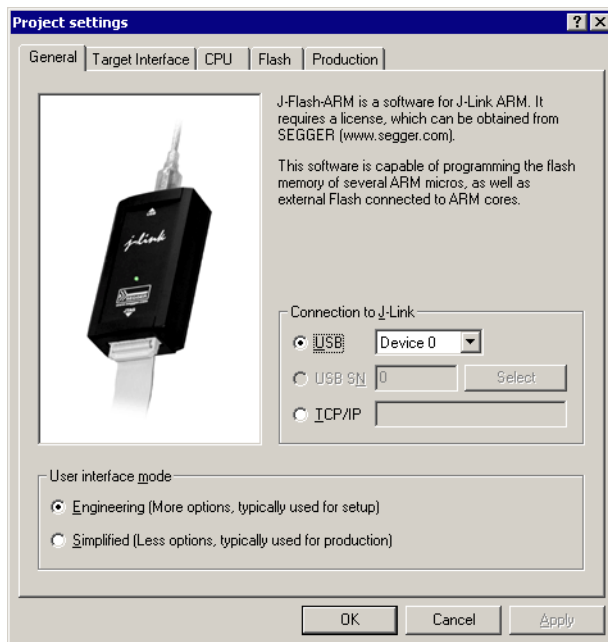 Project settings
General
Target Interface
CPU
Flash
Production
J-Flash-ARM is a software for J-Link ARM. It
requires a license, which can be obtained from
SEGGER (www.segger.com).
This software is capable of programming the flash
memory of several ARM micros, as well as
external Flash connected to ARM cores.
j-link
Connection to J-Link
USB
Device 0
USB SN
0
Select
TCP/IP
User interface mode
Engineering (More options, typically used for setup)
Simplified (Less options, typically used for production)
OK
Cancel
Apply